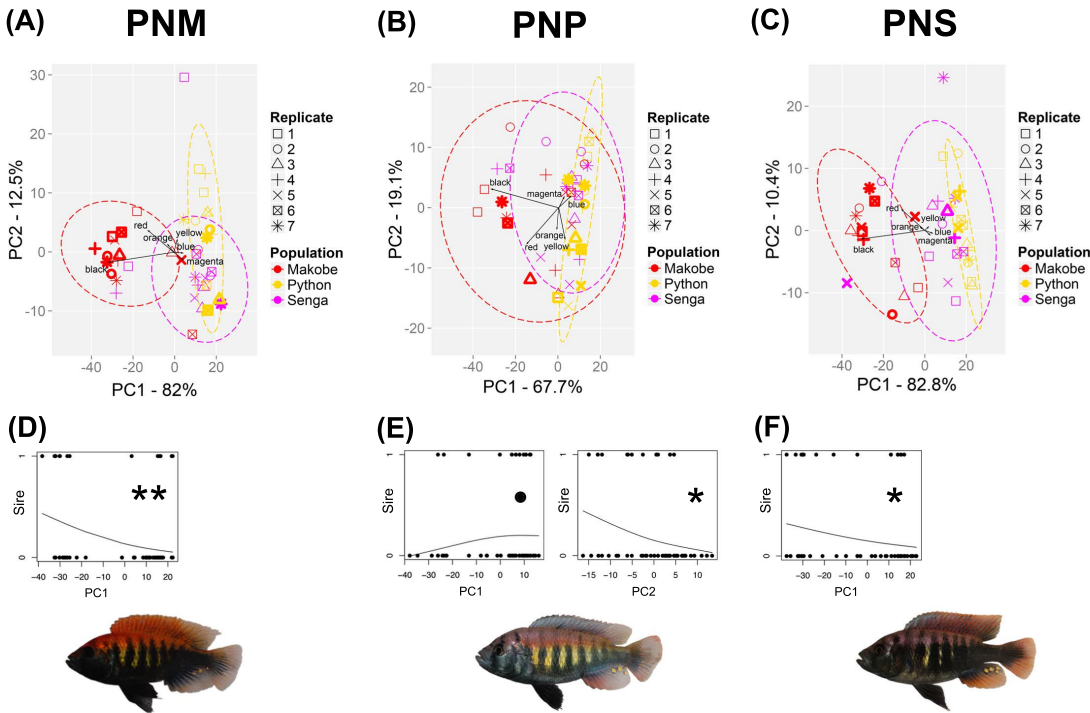 (A) PNM
(B) PNP
(C) PNS
PC2 - 12.5%
30
20
10
0
-10
-40 -20 0 20 40
PC1 - 82%
red
yellow
orange
blue
black
magenta
Replicate
1
2
3
4
5
6
7
Population
Makobe
Python
Senga
PC2 - 19.1%
20
10
0
-10
-20
-40 -20 0 20
PC1 - 67.7%
black
magenta
blue
orange
red
yellow
Replicate
1
2
3
4
5
6
7
Population
Makobe
Python
Senga
PC2 - 10.4%
20
10
0
-10
-40 -20 0 20 40
PC1 - 82.8%
red
yellow
orange
blue
magenta
black
Replicate
1
2
3
4
5
6
7
Population
Makobe
Python
Senga
(D)
Sire
1
0
**
-40 -30 -20 -10 0 10 20
PC1
(E)
Sire
1
0
-40 -30 -20 -10 0 10
PC1
1
0
*
-15 -10 -5 0 5 10
PC2
(F)
Sire
1
0
*
-40 -30 -20 -10 0 10 20
PC1